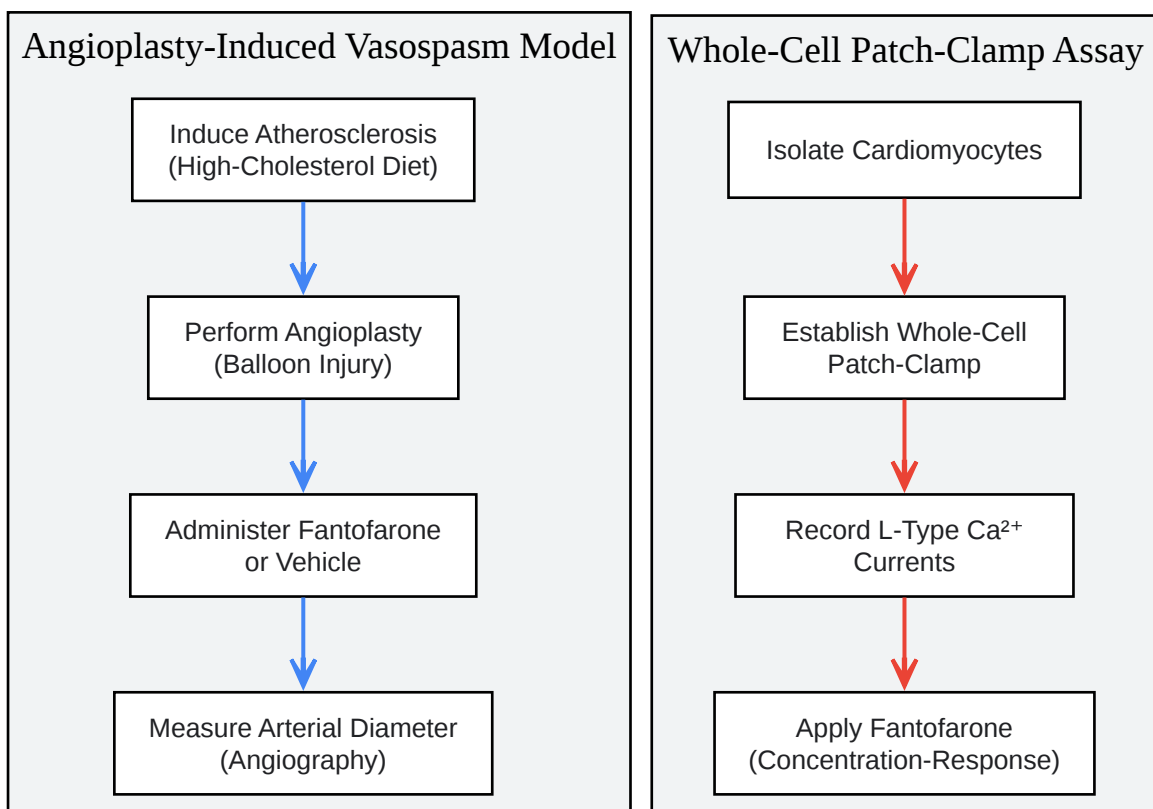 Angioplasty-Induced Vasospasm Model
Induce Atherosclerosis
(High-Cholesterol Diet)
Perform Angioplasty
(Balloon Injury)
Administer Fantofarone
or Vehicle
Measure Arterial Diameter
(Angiography)
Whole-Cell Patch-Clamp Assay
Isolate Cardiomyocytes
Establish Whole-Cell
Patch-Clamp
Record L-Type Ca²⁺
Currents
Apply Fantofarone
(Concentration-Response)